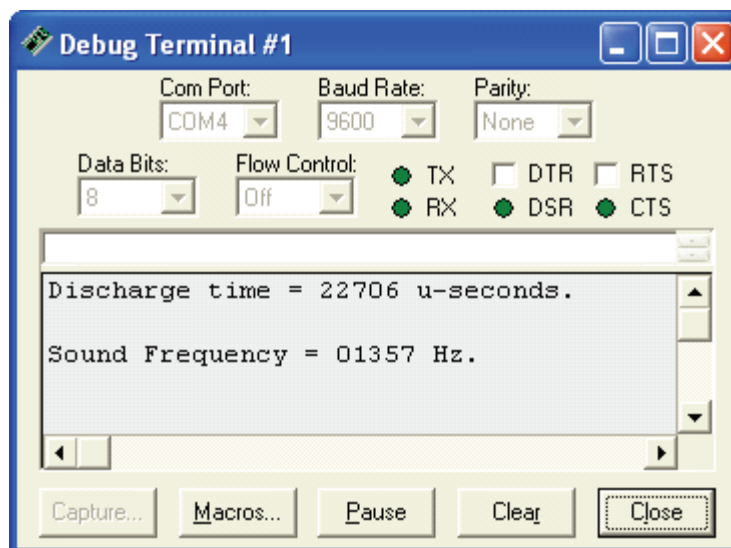 Debug Terminal #1
Com Port: Baud Rate: Parity:
COM4 9600 None
Data Bits: Flow Control: TX DTR RTS
8 Off RX DSR CTS
Discharge time = 22706 u-seconds.
Sound Frequency = 01357 Hz.
Capture... Macros... Pause Clear Close